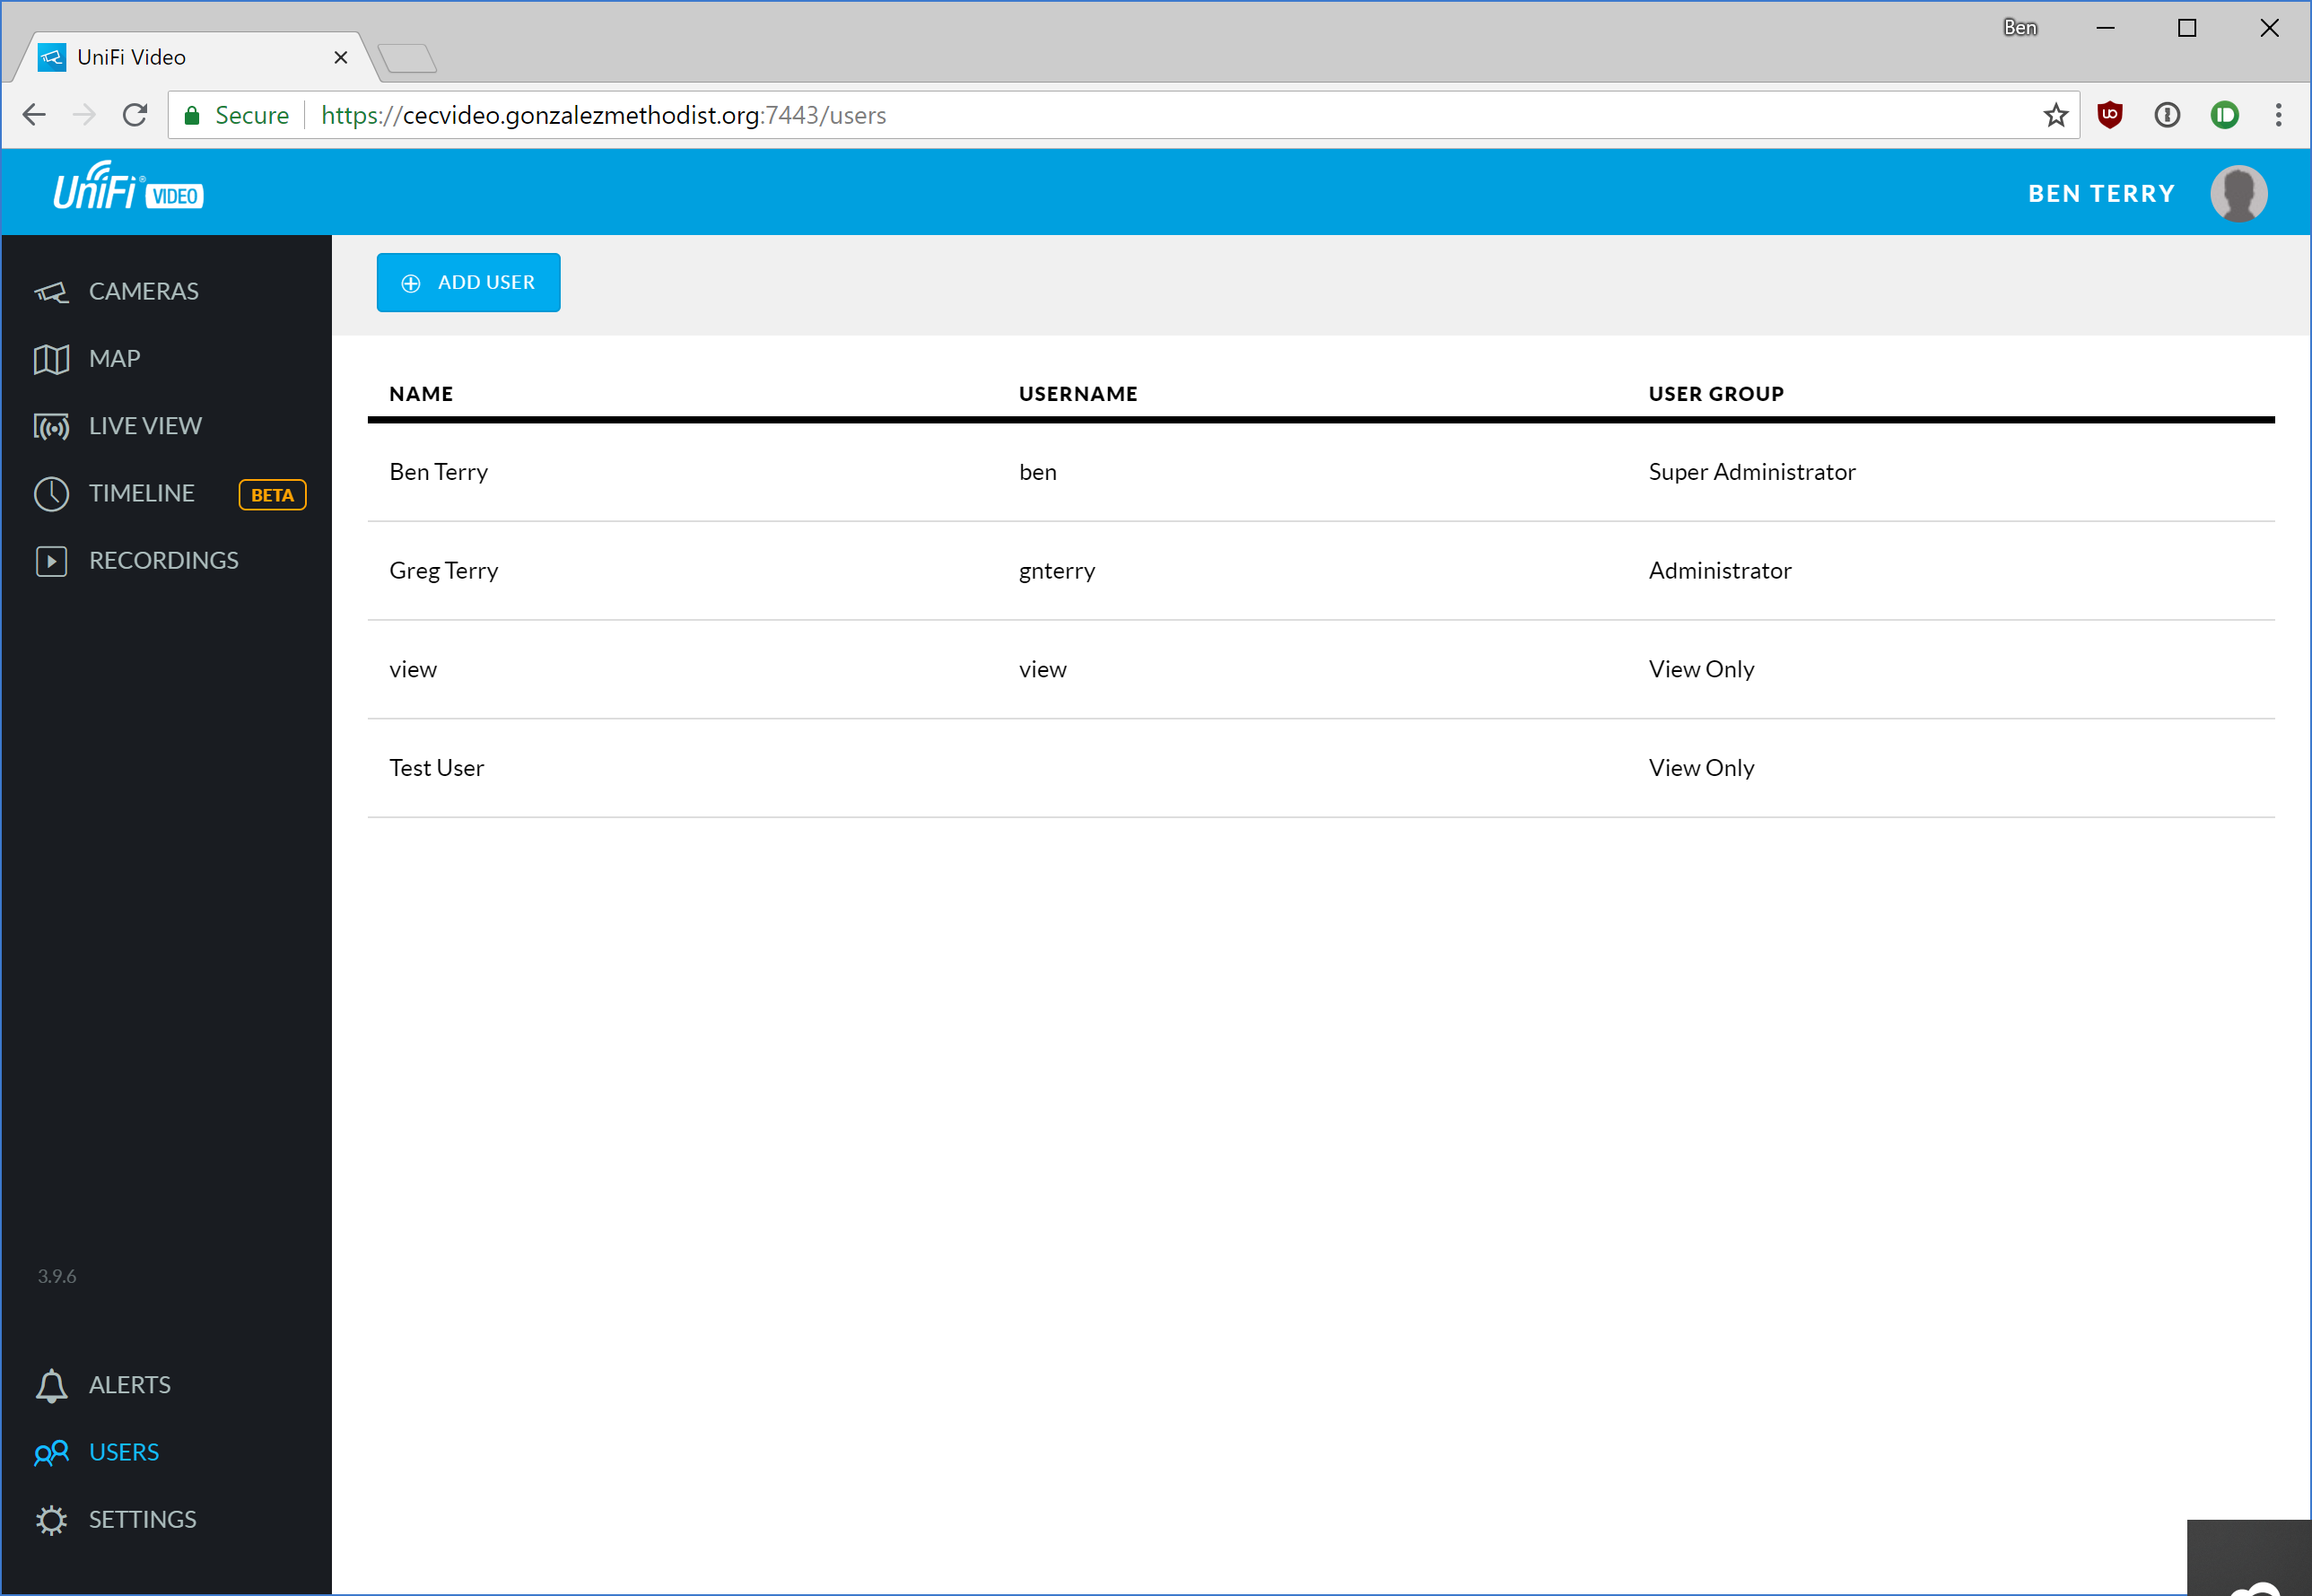 Ben
UniFi Video
Secure https://cecvideo.gonzalezmethodist.org:7443/users
UniFi® VIDEO
BEN TERRY
CAMERAS
MAP
LIVE VIEW
TIMELINE BETA
RECORDINGS
3.9.6
ALERTS
USERS
SETTINGS
ADD USER
NAME USERNAME USER GROUP
Ben Terry ben Super Administrator
Greg Terry gnterry Administrator
view view View Only
Test User View Only